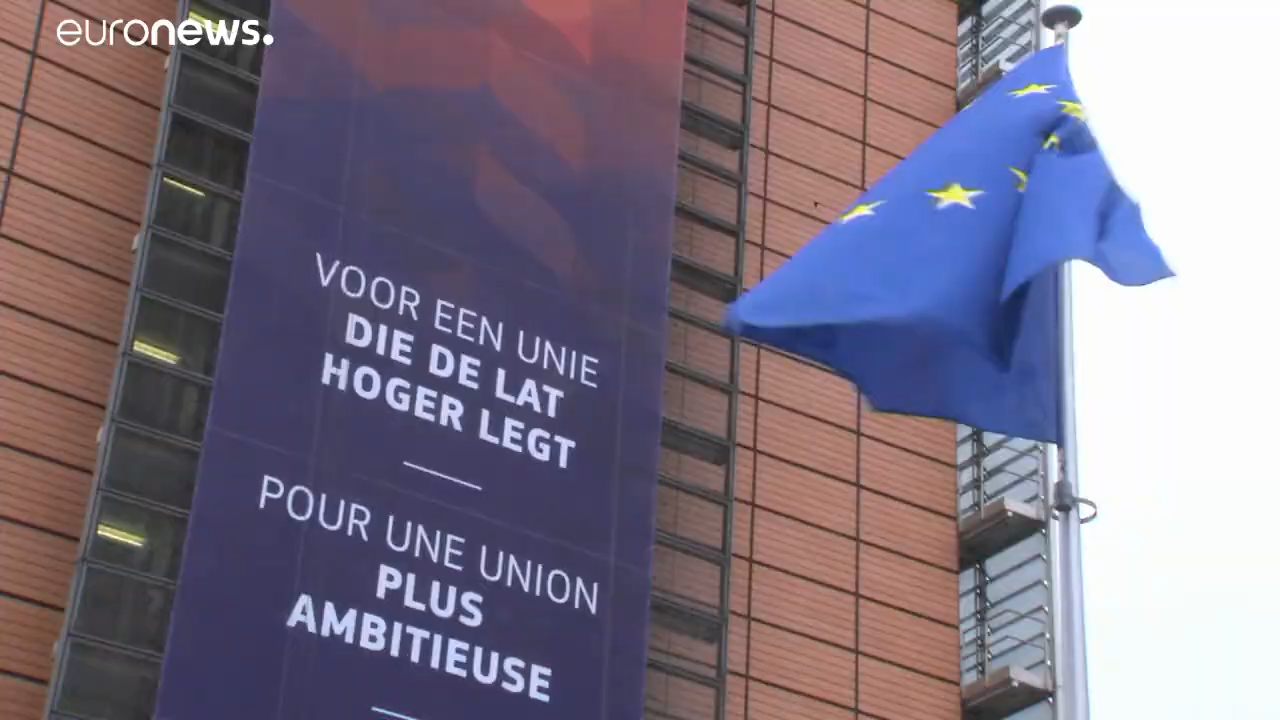 euronews.
VOOR EEN UNIE
DIE DE LAT
HOGER LEGT
POUR UNE UNION
PLUS
AMBITIEUSE